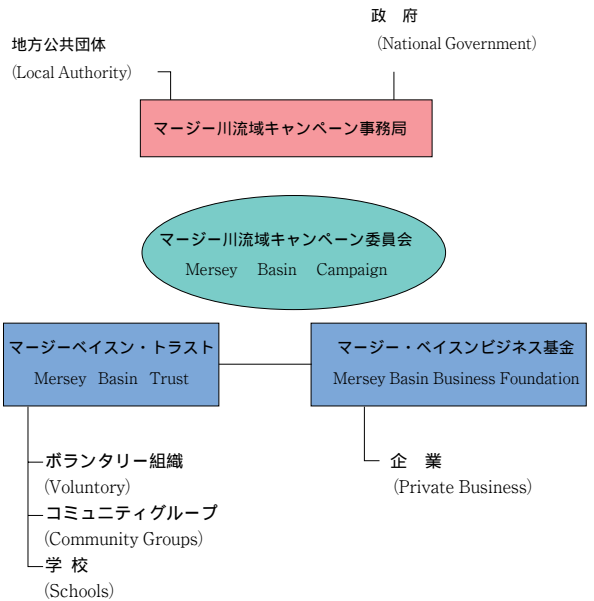 政　府
(National Government)
地方公共団体
(Local Authority)
マージー川流域キャンペーン事務局
マージー川流域キャンペーン委員会
Mersey Basin Campaign
マージーベイスン・トラスト
Mersey Basin Trust
マージー・ベイスンビジネス基金
Mersey Basin Business Foundation
ボランタリー組織
(Voluntory)
コミュニティグループ
(Community Groups)
学 校
(Schools)
企　業
(Private Business)